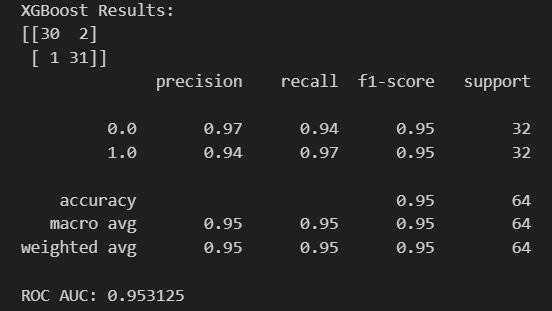 XGBoost Results:
[[30  2]
 [ 1 31]]
              precision    recall  f1-score   support

         0.0       0.97      0.94      0.95        32
         1.0       0.94      0.97      0.95        32

    accuracy                           0.95        64
   macro avg       0.95      0.95      0.95        64
weighted avg       0.95      0.95      0.95        64

ROC AUC: 0.953125